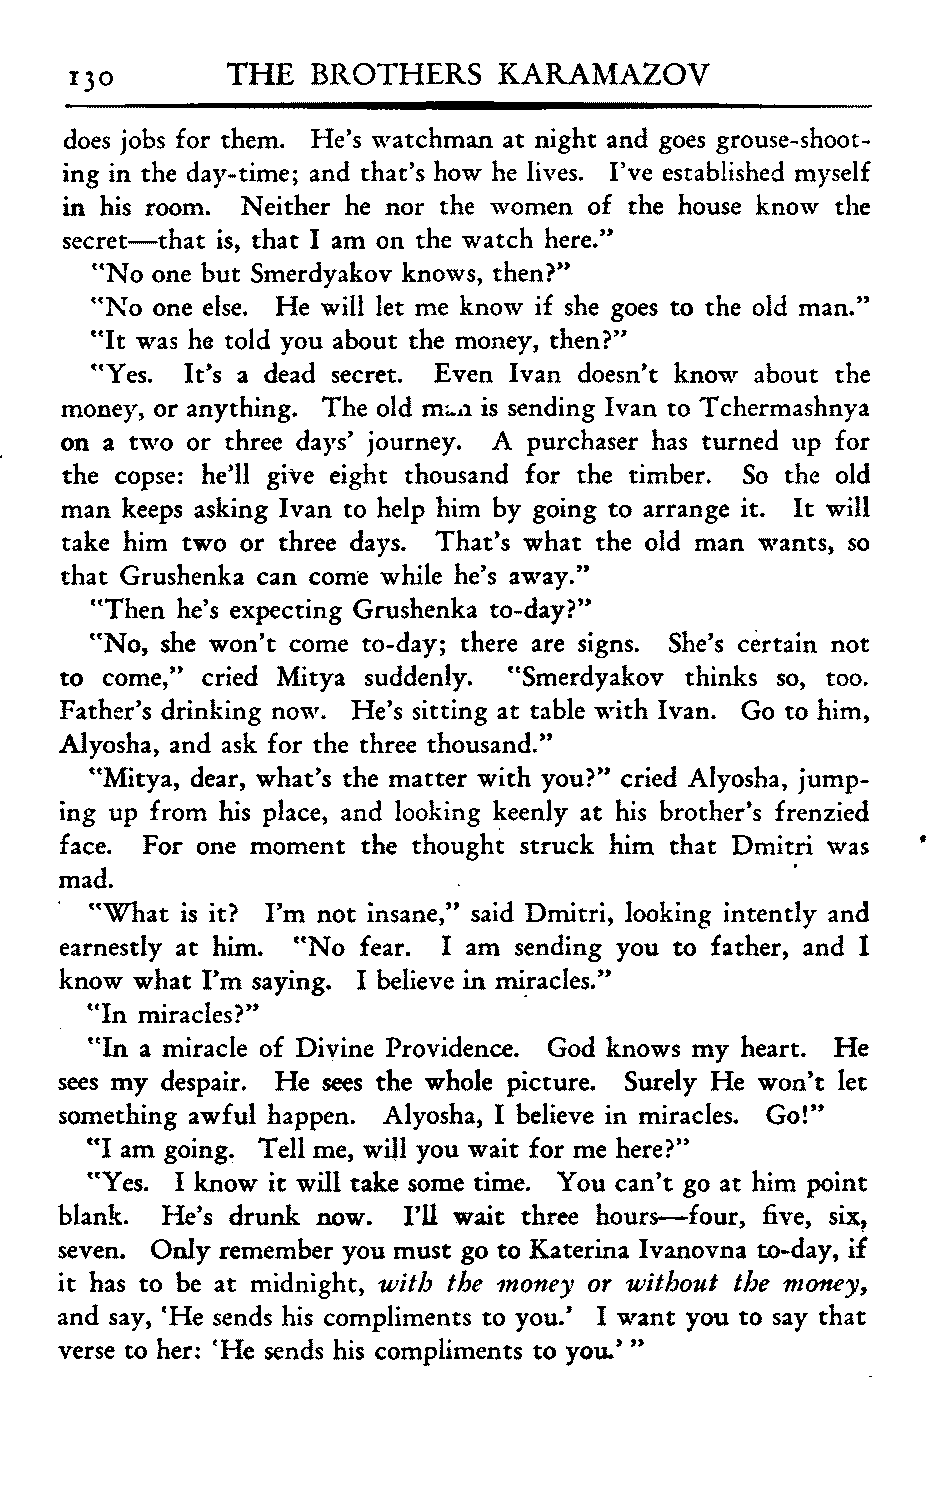 130 THE BROTHERS KARAMAZOV
does jobs for them. He's watchman at night and goes grouse-shoot-
ing in the day-time; and that's how he lives. I've established myself
in his room. Neither he nor the women of the house know the
secret—that is, that I am on the watch here."
"No one but Smerdyakov knows, then?"
"No one else. He will let me know if she goes to the old man."
"It was he told you about the money, then?"
"Yes. It's a dead secret. Even Ivan doesn't know about the
money, or anything. The old man is sending Ivan to Tchermashnya
on a two or three days' journey. A purchaser has turned up for
the copse: he'll give eight thousand for the timber. So the old
man keeps asking Ivan to help him by going to arrange it. It will
take him two or three days. That's what the old man wants, so
that Grushenka can come while he's away."
"Then he's expecting Grushenka to-day?"
"No, she won't come to-day; there are signs. She's certain not
to come," cried Mitya suddenly. "Smerdyakov thinks so, too.
Father's drinking now. He's sitting at table with Ivan. Go to him,
Alyosha, and ask for the three thousand."
"Mitya, dear, what's the matter with you?" cried Alyosha, jump-
ing up from his place, and looking keenly at his brother's frenzied
face. For one moment the thought struck him that Dmitri was
mad.
"What is it? I'm not insane," said Dmitri, looking intently and
earnestly at him. "No fear. I am sending you to father, and I
know what I'm saying. I believe in miracles."
"In miracles?"
"In a miracle of Divine Providence. God knows my heart. He
sees my despair. He sees the whole picture. Surely He won't let
something awful happen. Alyosha, I believe in miracles. Go!"
"I am going. Tell me, will you wait for me here?"
"Yes. I know it will take some time. You can't go at him point
blank. He's drunk now. I'll wait three hours—four, five, six,
seven. Only remember you must go to Katerina Ivanovna to-day, if
it has to be at midnight, with the money or without the money,
and say, 'He sends his compliments to you.' I want you to say that
verse to her: 'He sends his compliments to you.' "